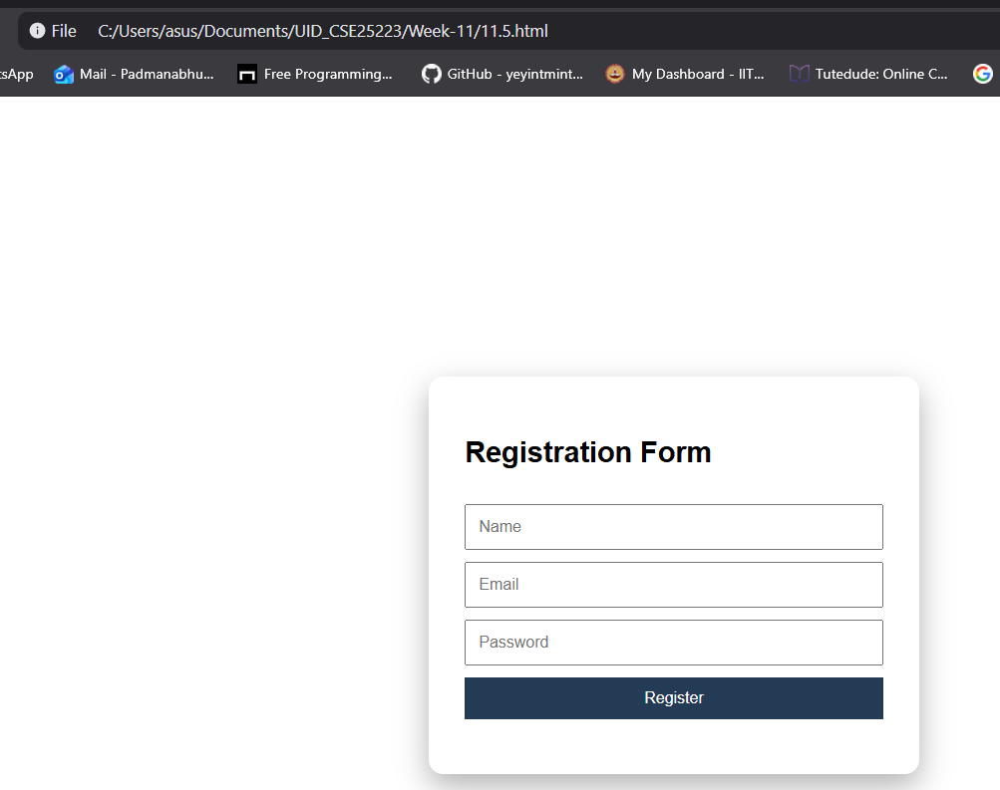 File C:/Users/asus/Documents/UID_CSE25223/Week-11/11.5.html
tsApp Mail - Padmanabhu... Free Programming... GitHub - yeyintmint... My Dashboard - IIT... Tutedude: Online C...
Registration Form
Name
Email
Password
Register